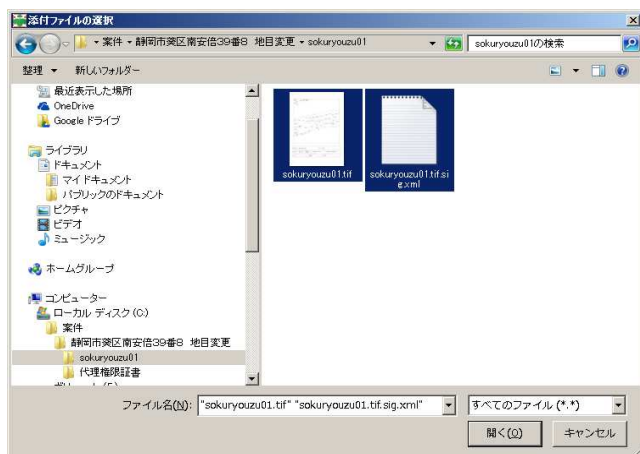 添付ファイルの選択
案件 ▾ 静岡市葵区南安倍39番8 地目変更 ▾ sokuryouzu01
sokuryouzu01の検索
整理 ▼ 新しいフォルダー
最近表示した場所
OneDrive
Google ドライブ
ライブラリ
ドキュメント
マイ ドキュメント
パブリックのドキュメント
ピクチャ
ビデオ
ミュージック
ホームグループ
コンピューター
ローカル ディスク (C:)
案件
静岡市葵区南安倍39番8 地目変更
sokuryouzu01
代理権限証書
sokuryouzu01.tif
sokuryouzu01.tif.si
g.xml
ファイル名(N): "sokuryouzu01.tif" "sokuryouzu01.tif.sig.xml"
すべてのファイル (*.*)
開く(O)
キャンセル